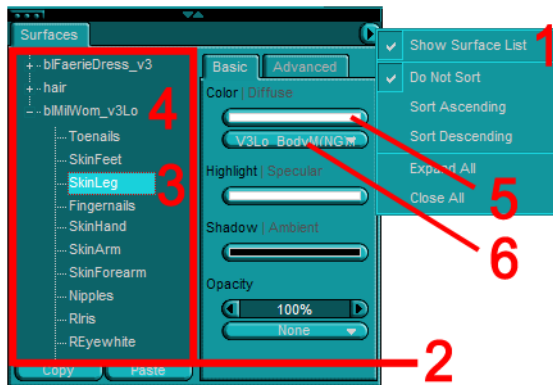 Surfaces
blFaerieDress_v3
hair
blMilWom_v3Lo
Toenails
SkinFeet
SkinLeg
Fingernails
SkinHand
SkinArm
SkinForearm
Nipples
RIris
REyewhite
Copy Paste
Basic Advanced
Color | Diffuse
V3Lo_BodyM(NG
Highlight | Specular
Shadow | Ambient
Opacity
100%
None
Show Surface List
Do Not Sort
Sort Ascending
Sort Descending
Expand All
Close All
1
4
3
5
6
2